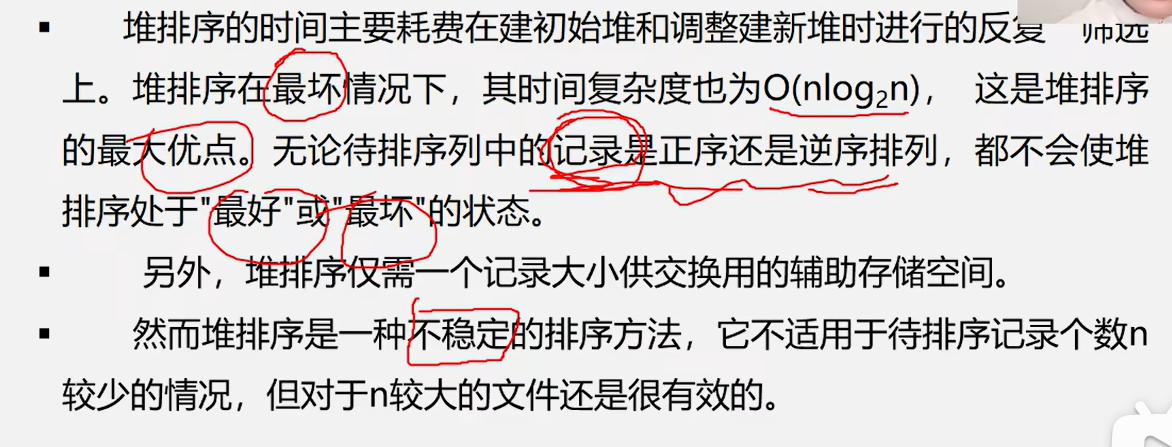 ▪ 堆排序的时间主要耗费在建初始堆和调整建新堆时进行的反复 筛选
上。堆排序在最坏情况下，其时间复杂度也为O(nlog₂n)， 这是堆排序
的最大优点。无论待排序列中的记录是正序还是逆序排列，都不会使堆
排序处于"最好"或"最坏"的状态。
▪ 另外，堆排序仅需一个记录大小供交换用的辅助存储空间。
▪ 然而堆排序是一种不稳定的排序方法，它不适用于待排序记录个数n
较少的情况，但对于n较大的文件还是很有效的。